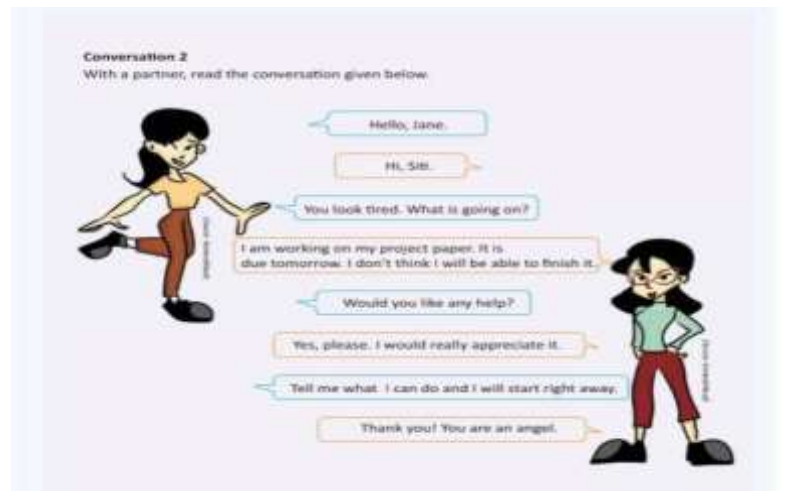 Conversation 2
With a partner, read the conversation given below.
Hello, Jane.
Hi, Siti.
You look tired. What is going on?
I am working on my project paper. It is
due tomorrow. I don't think I will be able to finish it.
Would you like any help?
Yes, please. I would really appreciate it.
Tell me what I can do and I will start right away.
Thank you! You are an angel.